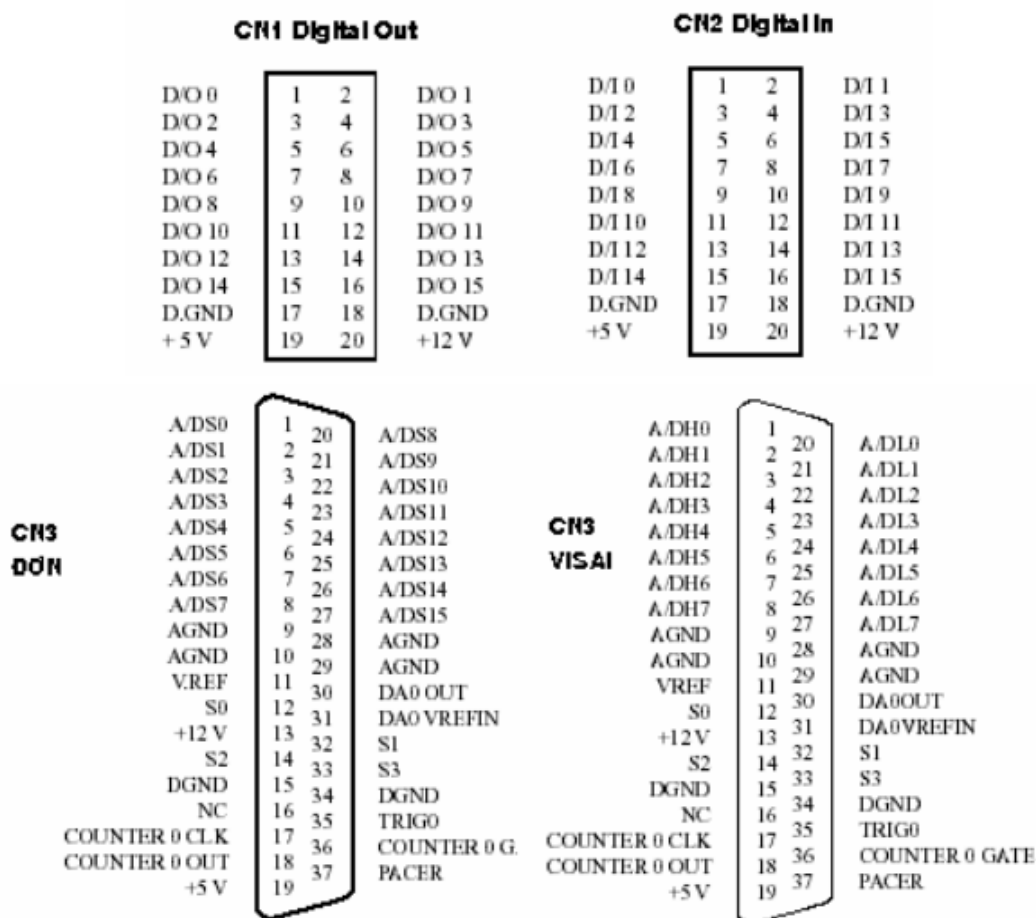 CN1 Digital Out
D/O 0 1 2 D/O 1
D/O 2 3 4 D/O 3
D/O 4 5 6 D/O 5
D/O 6 7 8 D/O 7
D/O 8 9 10 D/O 9
D/O 10 11 12 D/O 11
D/O 12 13 14 D/O 13
D/O 14 15 16 D/O 15
D.GND 17 18 D.GND
+ 5 V 19 20 +12 V
CN2 Digital In
D/I 0 1 2 D/I 1
D/I 2 3 4 D/I 3
D/I 4 5 6 D/I 5
D/I 6 7 8 D/I 7
D/I 8 9 10 D/I 9
D/I 10 11 12 D/I 11
D/I 12 13 14 D/I 13
D/I 14 15 16 D/I 15
D.GND 17 18 D.GND
+5 V 19 20 +12 V
CN3
ĐƠN
A/DS0 1 20 A/DS8
A/DS1 2 21 A/DS9
A/DS2 3 22 A/DS10
A/DS3 4 23 A/DS11
A/DS4 5 24 A/DS12
A/DS5 6 25 A/DS13
A/DS6 7 26 A/DS14
A/DS7 8 27 A/DS15
AGND 9 28 AGND
AGND 10 29 AGND
V.REF 11 30 DA0 OUT
S0 12 31 DA0 VREFIN
+12 V 13 32 S1
S2 14 33 S3
DGND 15 34 DGND
NC 16 35 TRIG0
COUNTER 0 CLK 17 36 COUNTER 0 G.
COUNTER 0 OUT 18 37 PACER
+5 V 19
CN3
VISAI
A/DH0 1 20 A/DL0
A/DH1 2 21 A/DL1
A/DH2 3 22 A/DL2
A/DH3 4 23 A/DL3
A/DH4 5 24 A/DL4
A/DH5 6 25 A/DL5
A/DH6 7 26 A/DL6
A/DH7 8 27 A/DL7
AGND 9 28 AGND
AGND 10 29 AGND
VREF 11 30 DA0OUT
S0 12 31 DA0VREFIN
+12 V 13 32 S1
S2 14 33 S3
DGND 15 34 DGND
NC 16 35 TRIG0
COUNTER 0 CLK 17 36 COUNTER 0 GATE
COUNTER 0 OUT 18 37 PACER
+5 V 19